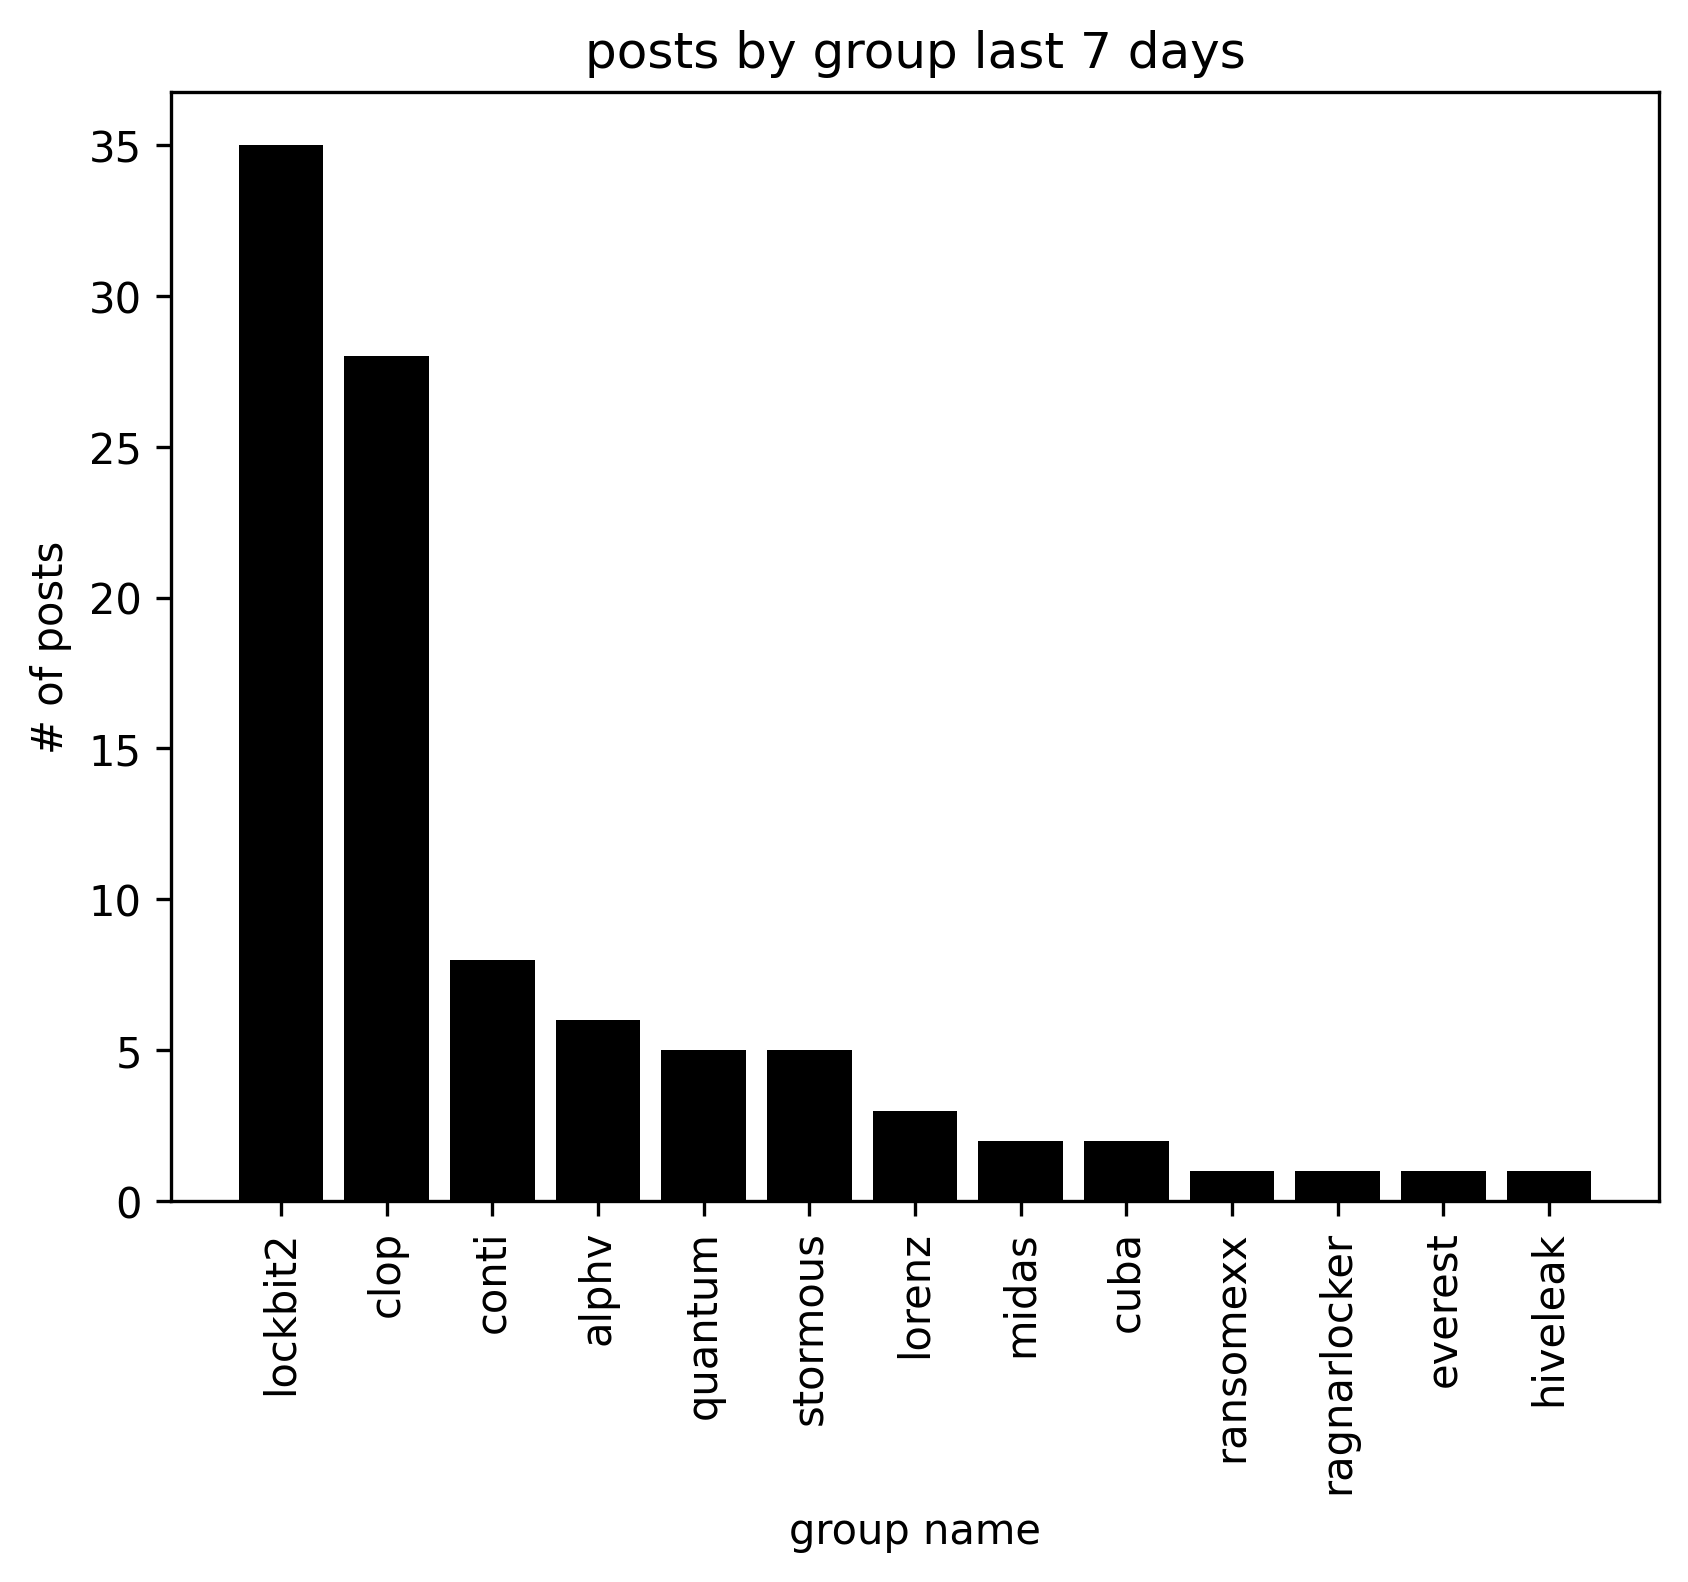 posts by group last 7 days
# of posts
35
30
25
20
15
10
5
0
lockbit2
clop
conti
alphv
quantum
stormous
lorenz
midas
cuba
ransomexx
ragnarlocker
everest
hiveleak
group name